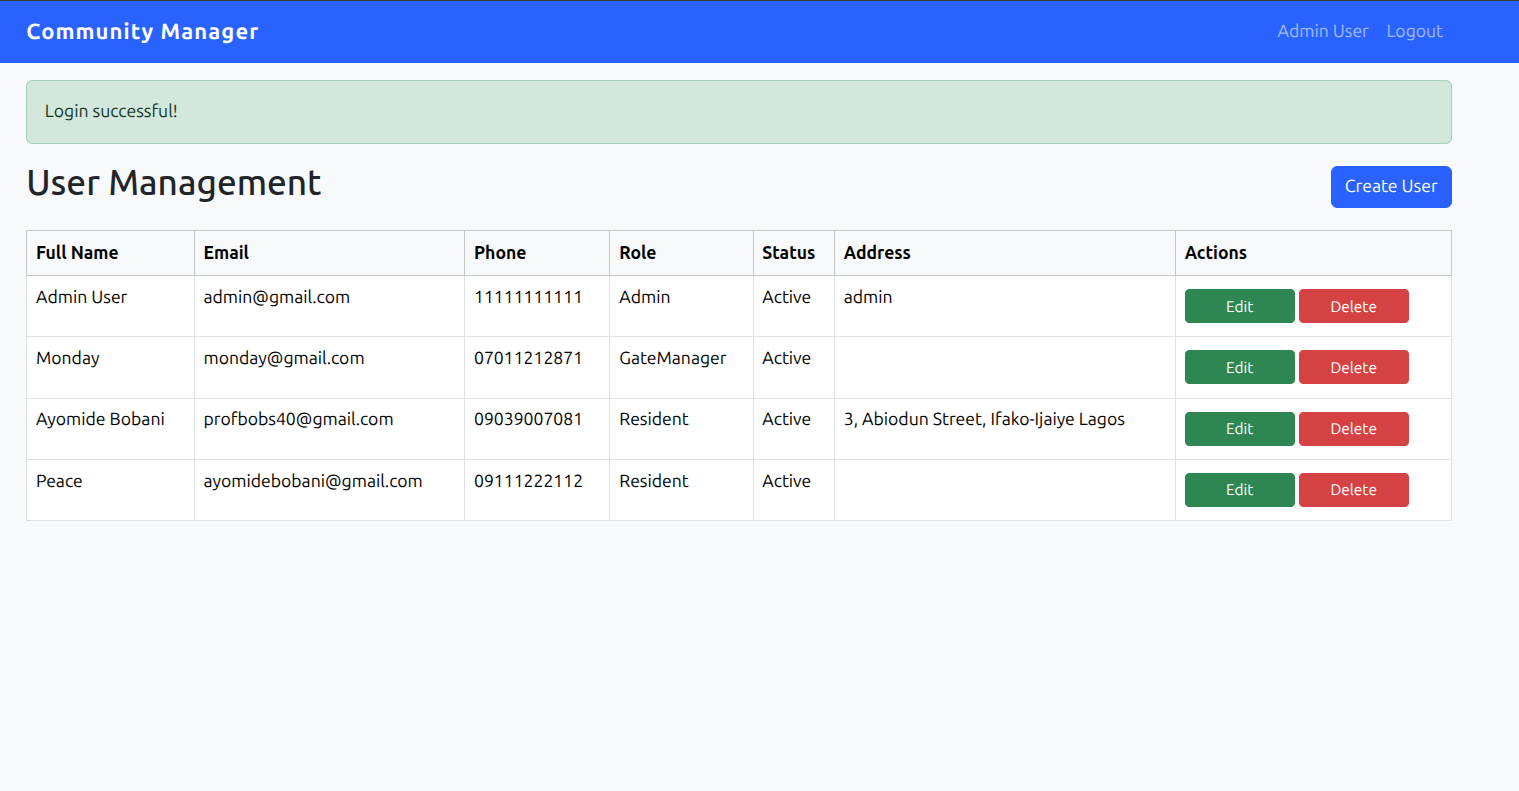 Community Manager Admin User Logout
Login successful!
User Management Create User
Full Name Email Phone Role Status Address Actions
Admin User admin@gmail.com 11111111111 Admin Active admin Edit Delete
Monday monday@gmail.com 07011212871 GateManager Active Edit Delete
Ayomide Bobani profbobs40@gmail.com 09039007081 Resident Active 3, Abiodun Street, Ifako-Ijaiye Lagos Edit Delete
Peace ayomidebobani@gmail.com 09111222112 Resident Active Edit Delete